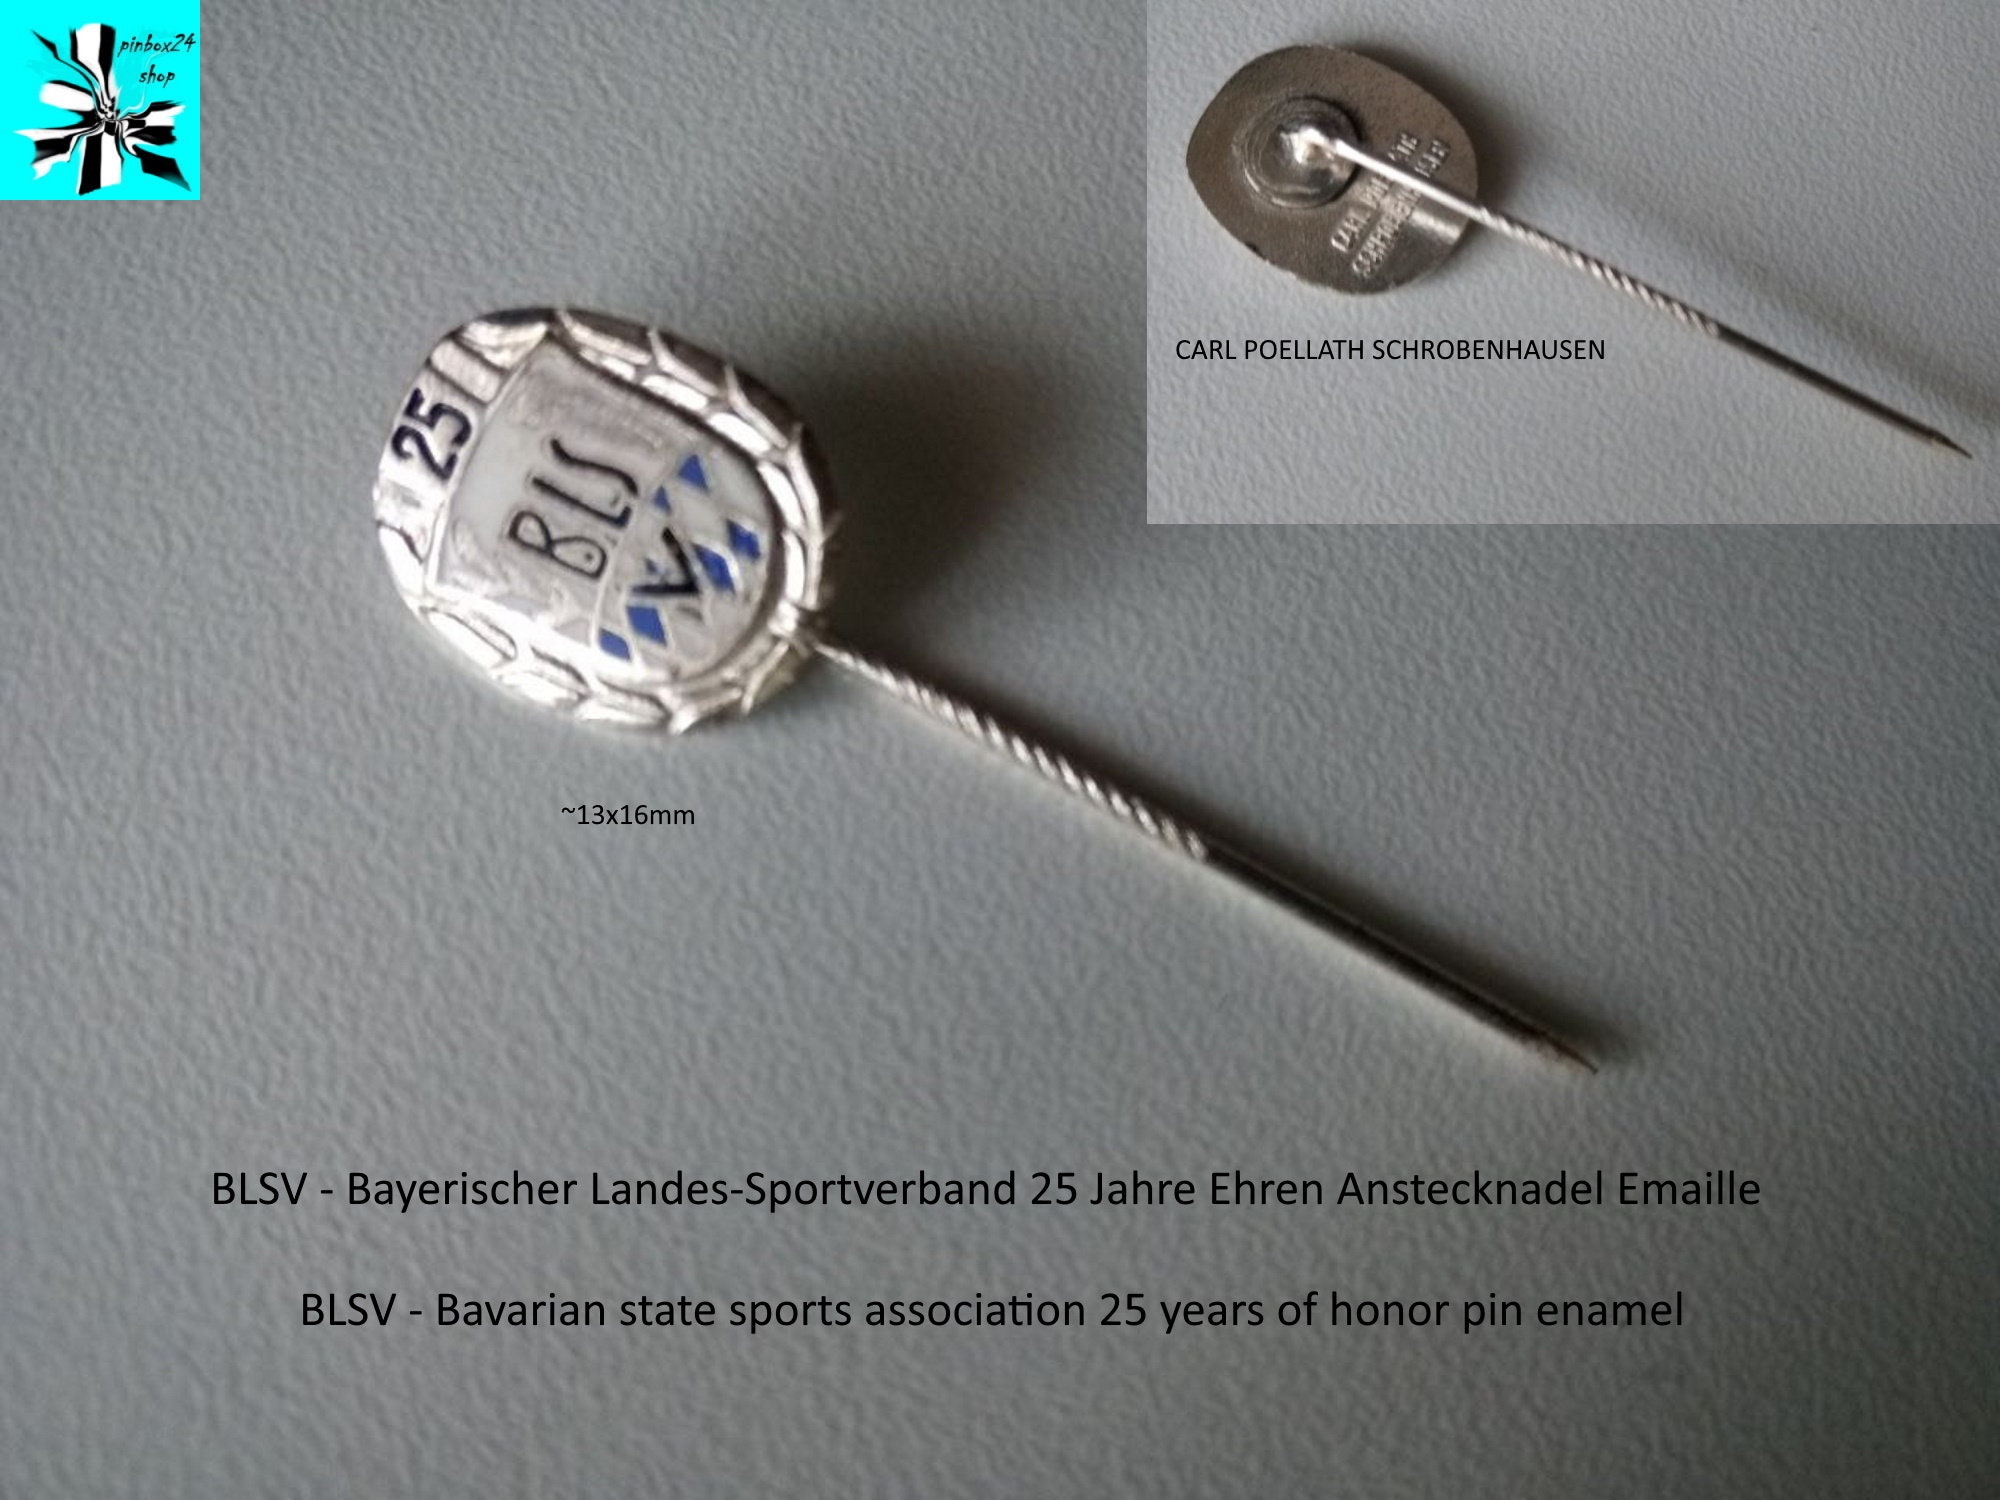 pinbox24
shop
CARL POELLATH SCHROBENHAUSEN
25
BLS
V
~13x16mm
BLSV - Bayerischer Landes-Sportverband 25 Jahre Ehren Anstecknadel Emaille
BLSV - Bavarian state sports association 25 years of honor pin enamel